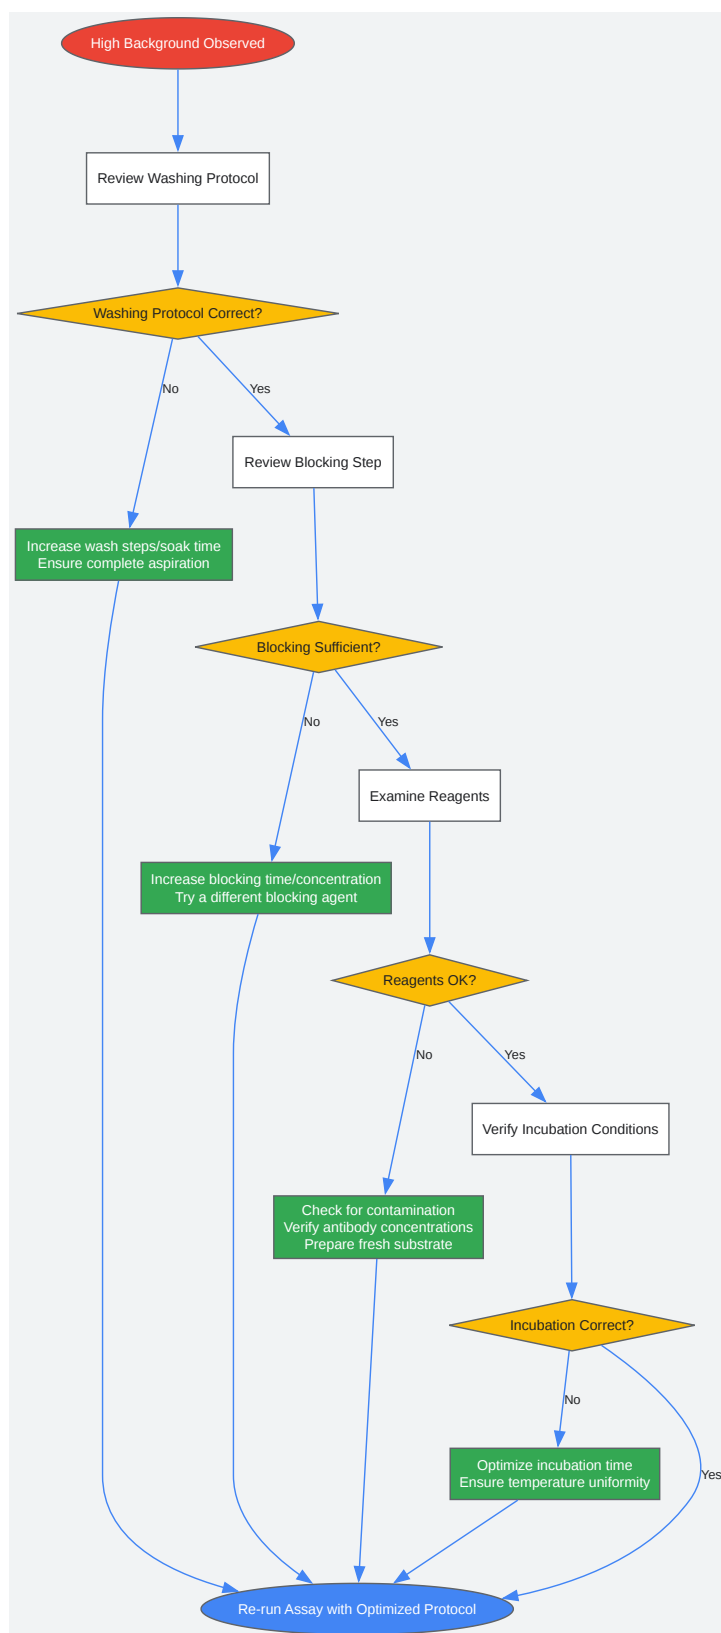 High Background Observed
Review Washing Protocol
Washing Protocol Correct?
No
Yes
Review Blocking Step
Increase wash steps/soak time
Ensure complete aspiration
Blocking Sufficient?
No
Yes
Examine Reagents
Increase blocking time/concentration
Try a different blocking agent
Reagents OK?
No
Yes
Verify Incubation Conditions
Check for contamination
Verify antibody concentrations
Prepare fresh substrate
Incubation Correct?
No
Optimize incubation time
Ensure temperature uniformity
Yes
Re-run Assay with Optimized Protocol